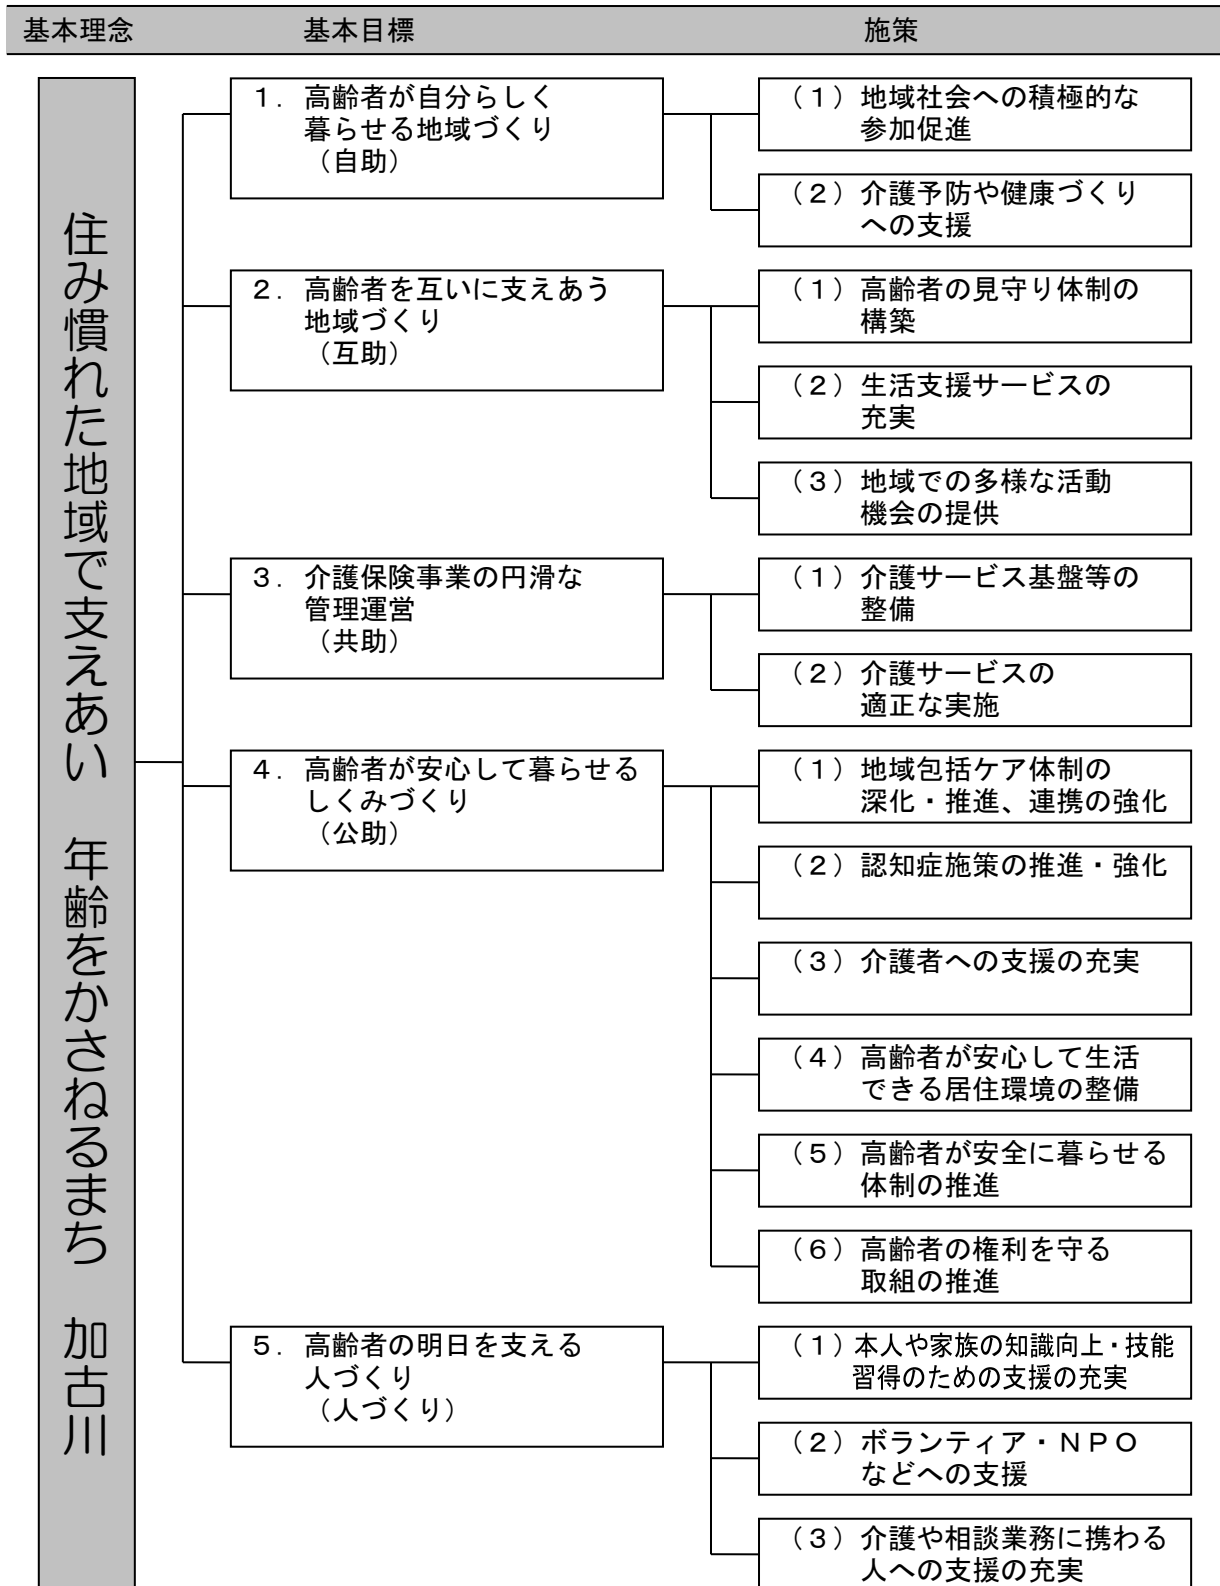 基本理念 基本目標 施策
住み慣れた地域で支えあい 年齢をかさねるまち 加古川
1．高齢者が自分らしく
暮らせる地域づくり
（自助）
（1）地域社会への積極的な
参加促進
（2）介護予防や健康づくり
への支援
2．高齢者を互いに支えあう
地域づくり
（互助）
（1）高齢者の見守り体制の
構築
（2）生活支援サービスの
充実
（3）地域での多様な活動
機会の提供
3．介護保険事業の円滑な
管理運営
（共助）
（1）介護サービス基盤等の
整備
（2）介護サービスの
適正な実施
4．高齢者が安心して暮らせる
しくみづくり
（公助）
（1）地域包括ケア体制の
深化・推進、連携の強化
（2）認知症施策の推進・強化
（3）介護者への支援の充実
（4）高齢者が安心して生活
できる居住環境の整備
（5）高齢者が安全に暮らせる
体制の推進
（6）高齢者の権利を守る
取組の推進
5．高齢者の明日を支える
人づくり
（人づくり）
（1）本人や家族の知識向上・技能
習得のための支援の充実
（2）ボランティア・ＮＰＯ
などへの支援
（3）介護や相談業務に携わる
人への支援の充実